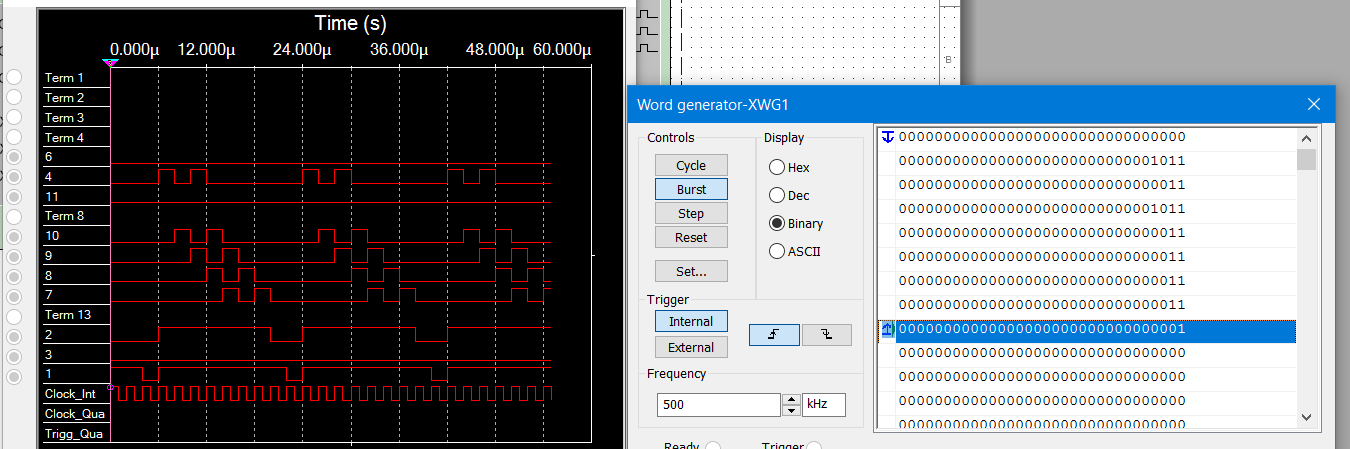 Time (s)
0.000µ 12.000µ 24.000µ 36.000µ 48.000µ 60.000µ
Term 1
Term 2
Term 3
Term 4
6
4
11
Term 8
10
9
8
7
Term 13
2
3
1
Clock_Int
Clock_Qua
Trigg_Qua
B
Word generator-XWG1
Controls
Cycle
Burst
Step
Reset
Set...
Display
Hex
Dec
Binary
ASCII
Trigger
Internal
External
Frequency
500 kHz
Ready Trigger
00000000000000000000000000000000
00000000000000000000000000001011
00000000000000000000000000000011
00000000000000000000000000001011
00000000000000000000000000000011
00000000000000000000000000000011
00000000000000000000000000000011
00000000000000000000000000000011
00000000000000000000000000000001
00000000000000000000000000000000
00000000000000000000000000000000
00000000000000000000000000000000
00000000000000000000000000000000